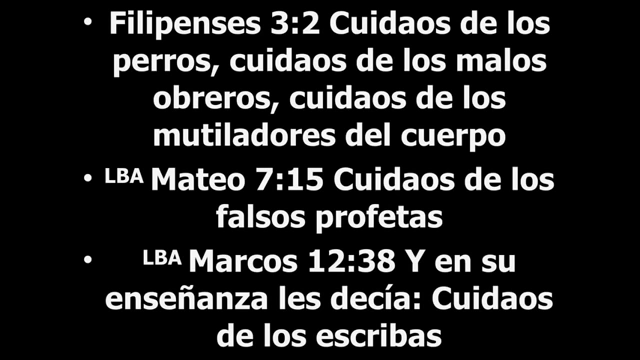 • Filipenses 3:2 Cuidaos de los
perros, cuidaos de los malos
obreros, cuidaos de los
mutiladores del cuerpo
• LBA Mateo 7:15 Cuidaos de los
falsos profetas
• LBA Marcos 12:38 Y en su
enseñanza les decía: Cuidaos
de los escribas